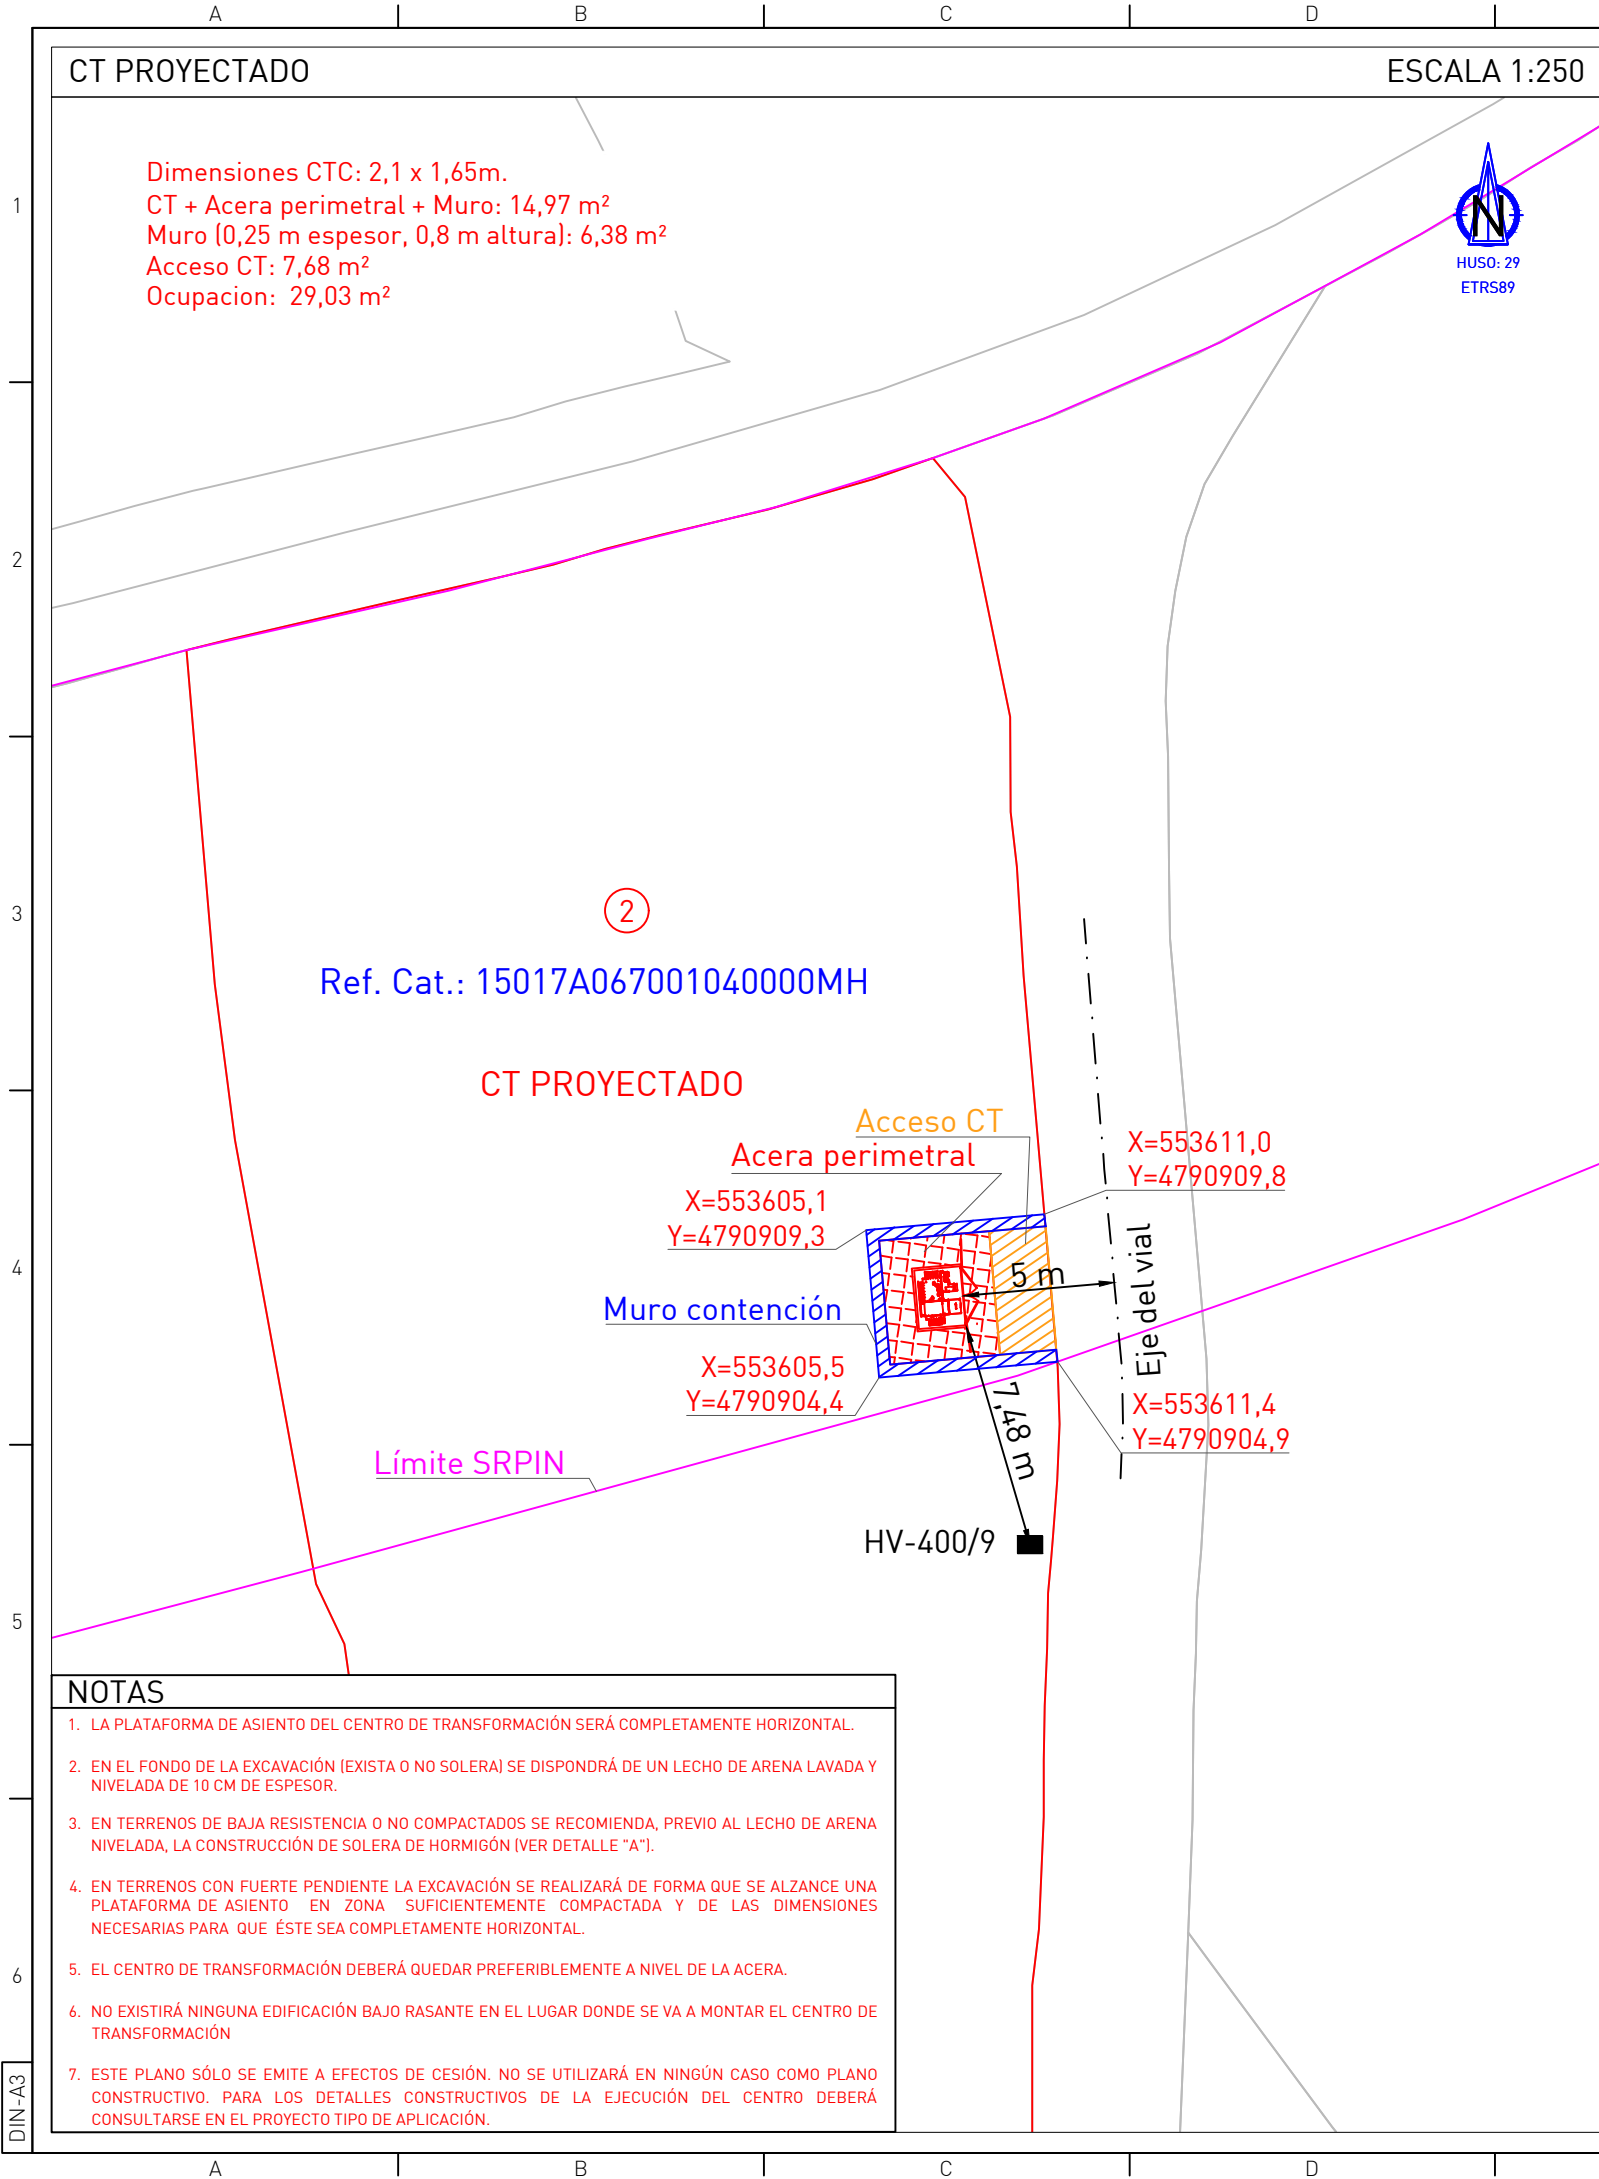 A B C D
CT PROYECTADO
ESCALA 1:250
Dimensiones CTC: 2,1 x 1,65m.
CT + Acera perimetral + Muro: 14,97 m²
Muro (0,25 m espesor, 0,8 m altura): 6,38 m²
Acceso CT: 7,68 m²
Ocupacion: 29,03 m²
N
HUSO: 29
ETRS89
1
2
3
4
5
6
2
Ref. Cat.: 15017A067001040000MH
CT PROYECTADO
Acceso CT
Acera perimetral
X=553605,1
Y=4790909,3
X=553611,0
Y=4790909,8
5 m
Eje del vial
Muro contención
X=553605,5
Y=4790904,4
7,48 m
X=553611,4
Y=4790904,9
Límite SRPIN
HV-400/9
NOTAS
1. LA PLATAFORMA DE ASIENTO DEL CENTRO DE TRANSFORMACIÓN SERÁ COMPLETAMENTE HORIZONTAL.
2. EN EL FONDO DE LA EXCAVACIÓN (EXISTA O NO SOLERA) SE DISPONDRÁ DE UN LECHO DE ARENA LAVADA Y
NIVELADA DE 10 CM DE ESPESOR.
3. EN TERRENOS DE BAJA RESISTENCIA O NO COMPACTADOS SE RECOMIENDA, PREVIO AL LECHO DE ARENA
NIVELADA, LA CONSTRUCCIÓN DE SOLERA DE HORMIGÓN (VER DETALLE "A").
4. EN TERRENOS CON FUERTE PENDIENTE LA EXCAVACIÓN SE REALIZARÁ DE FORMA QUE SE ALZANCE UNA
PLATAFORMA DE ASIENTO EN ZONA SUFICIENTEMENTE COMPACTADA Y DE LAS DIMENSIONES
NECESARIAS PARA QUE ÉSTE SEA COMPLETAMENTE HORIZONTAL.
5. EL CENTRO DE TRANSFORMACIÓN DEBERÁ QUEDAR PREFERIBLEMENTE A NIVEL DE LA ACERA.
6. NO EXISTIRÁ NINGUNA EDIFICACIÓN BAJO RASANTE EN EL LUGAR DONDE SE VA A MONTAR EL CENTRO DE
TRANSFORMACIÓN
7. ESTE PLANO SÓLO SE EMITE A EFECTOS DE CESIÓN. NO SE UTILIZARÁ EN NINGÚN CASO COMO PLANO
CONSTRUCTIVO. PARA LOS DETALLES CONSTRUCTIVOS DE LA EJECUCIÓN DEL CENTRO DEBERÁ
CONSULTARSE EN EL PROYECTO TIPO DE APLICACIÓN.
DIN-A3
A B C D